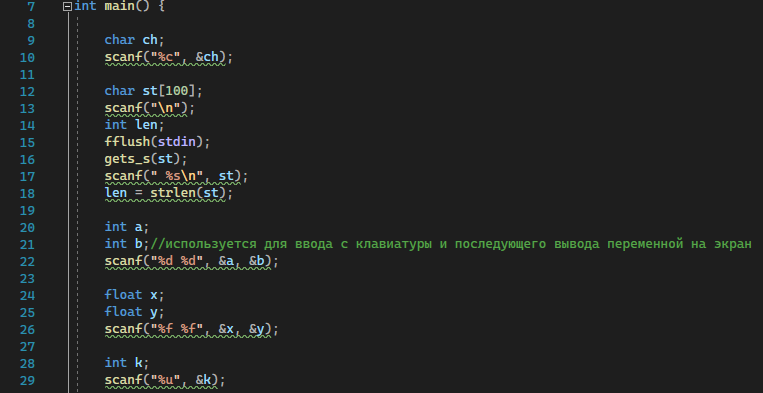 7 int main() {
8
9 char ch;
10 scanf("%c", &ch);
11
12 char st[100];
13 scanf("\n");
14 int len;
15 fflush(stdin);
16 gets_s(st);
17 scanf(" %s\n", st);
18 len = strlen(st);
19
20 int a;
21 int b;//используется для ввода с клавиатуры и последующего вывода переменной на экран
22 scanf("%d %d", &a, &b);
23
24 float x;
25 float y;
26 scanf("%f %f", &x, &y);
27
28 int k;
29 scanf("%u", &k);